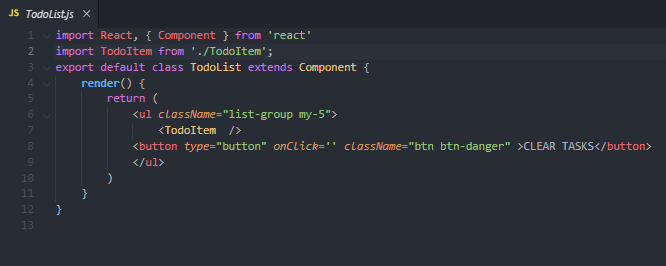 JS TodoList.js ×
1 import React, { Component } from 'react'
2 import TodoItem from './TodoItem';
3 export default class TodoList extends Component {
4     render() {
5         return (
6             <ul className="list-group my-5">
7                 <TodoItem  />
8             <button type="button" onClick='' className="btn btn-danger" >CLEAR TASKS</button>
9             </ul>
10         )
11     }
12 }
13